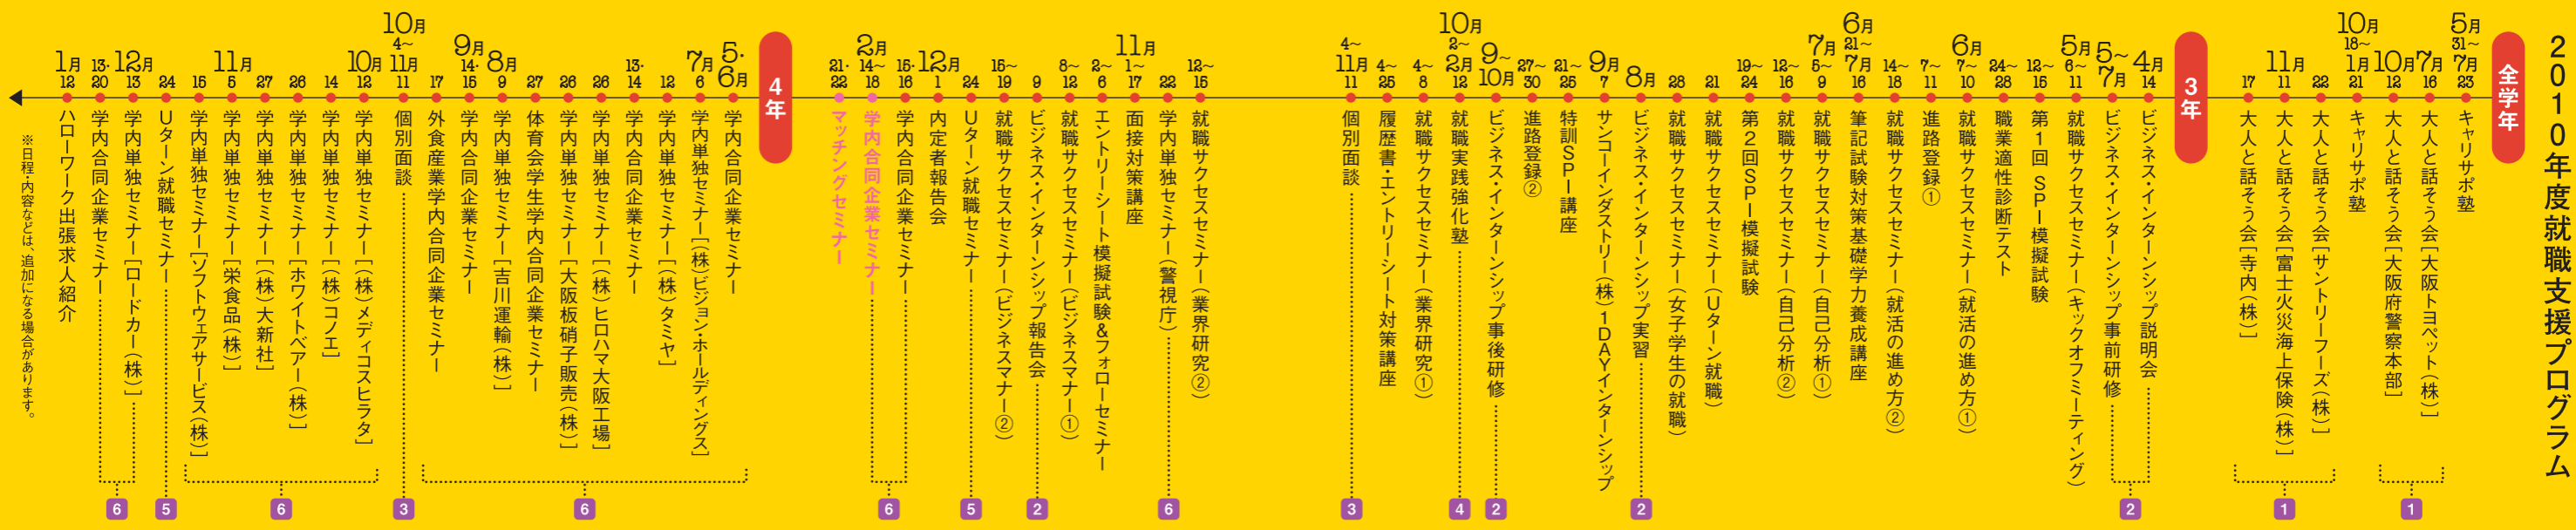 2010年度就職支援プログラム
全学年
5月31〜7月23 キャリサポ塾
7月16 大人と話そう会[大阪トヨペット(株)]
10月12 大人と話そう会[大阪府警察本部]
1
10月18〜1月21 キャリサポ塾
22 大人と話そう会[サントリーフーズ(株)]
11月11 大人と話そう会[富士火災海上保険(株)]
17 大人と話そう会[寺内(株)]
1
3年
4月14 ビジネス・インターンシップ説明会
5〜7月 ビジネス・インターンシップ事前研修
2
5月6〜11 就職サクセスセミナー(キックオフミーティング)
12〜15 第1回 SPI模擬試験
24〜28 職業適性診断テスト
6月7〜10 就職サクセスセミナー(就活の進め方①)
7〜11 進路登録①
14〜18 就職サクセスセミナー(就活の進め方②)
6月21〜7月16 筆記試験対策基礎学力養成講座
7月5〜9 就職サクセスセミナー(自己分析①)
12〜16 就職サクセスセミナー(自己分析②)
19〜24 第2回SPI模擬試験
21 就職サクセスセミナー(Uターン就職)
28 就職サクセスセミナー(女子学生の就職)
8月 ビジネス・インターンシップ実習
2
9月7 サンコーインダストリー(株)1DAYインターンシップ
21〜25 特訓SPI講座
27〜30 進路登録②
9〜10月 ビジネス・インターンシップ事後研修
2
10月2〜2月12 就職実践強化塾
4
4〜8 就職サクセスセミナー(業界研究①)
4〜25 履歴書・エントリーシート対策講座
4〜11月11 個別面談
3
12〜15 就職サクセスセミナー(業界研究②)
22 学内単独セミナー(警視庁)
6
11月1〜17 面接対策講座
2〜6 エントリーシート模擬試験&フォローセミナー
8〜12 就職サクセスセミナー(ビジネスマナー①)
9 ビジネス・インターンシップ報告会
2
15〜19 就職サクセスセミナー(ビジネスマナー②)
24 Uターン就職セミナー
5
12月1 内定者報告会
15・16 学内合同企業セミナー
2月14〜18 学内合同企業セミナー
6
21・22 マッチングセミナー
4年
5・6月 学内合同企業セミナー
7月6 学内単独セミナー[(株)ビジョン・ホールディングス]
12 学内単独セミナー[(株)タミヤ]
13・14 学内合同企業セミナー
26 学内単独セミナー[(株)ヒロハマ大阪工場]
26 学内単独セミナー[大阪板硝子販売(株)]
27 体育会学生学内合同企業セミナー
8月9 学内単独セミナー[吉川運輸(株)]
9月14・15 学内合同企業セミナー
17 外食産業学内合同企業セミナー
6
10月4〜11月11 個別面談
3
10月12 学内単独セミナー[(株)メディコスヒラタ]
14 学内単独セミナー[(株)コノエ]
26 学内単独セミナー[ホワイトベアー(株)]
27 学内単独セミナー[(株)大新社]
11月5 学内単独セミナー[栄食品(株)]
15 学内単独セミナー[ソフトウェアサービス(株)]
6
24 Uターン就職セミナー
5
12月13 学内単独セミナー[ロードカー(株)]
13・20 学内合同企業セミナー
6
1月12 ハローワーク出張求人紹介
※日程・内容などは、追加になる場合があります。